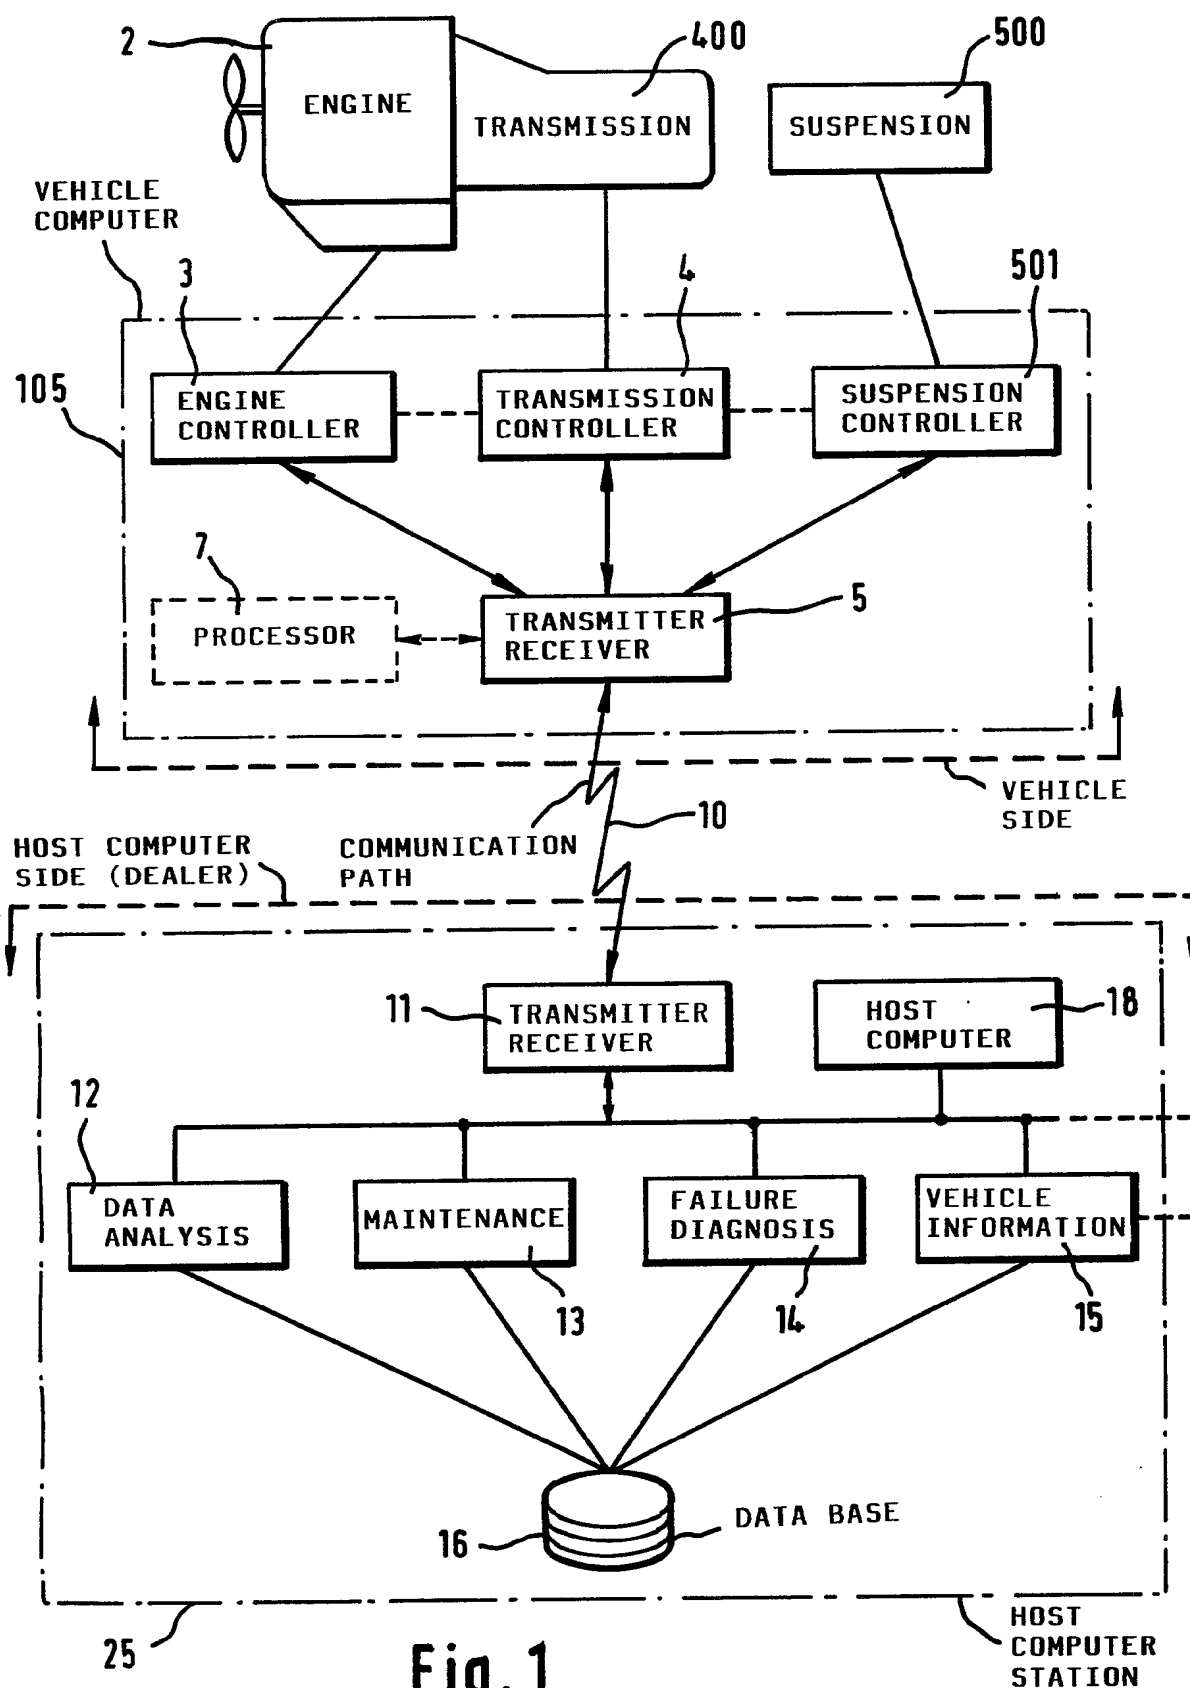 2
400
500
ENGINE
TRANSMISSION
SUSPENSION
VEHICLE
COMPUTER
3
4
501
105
ENGINE
CONTROLLER
TRANSMISSION
CONTROLLER
SUSPENSION
CONTROLLER
7
PROCESSOR
TRANSMITTER
RECEIVER
5
VEHICLE
SIDE
10
COMMUNICATION
PATH
HOST COMPUTER
SIDE (DEALER)
11
TRANSMITTER
RECEIVER
HOST
COMPUTER
18
12
DATA
ANALYSIS
MAINTENANCE
FAILURE
DIAGNOSIS
VEHICLE
INFORMATION
13
14
15
16
DATA BASE
25
HOST
COMPUTER
STATION
Fig. 1